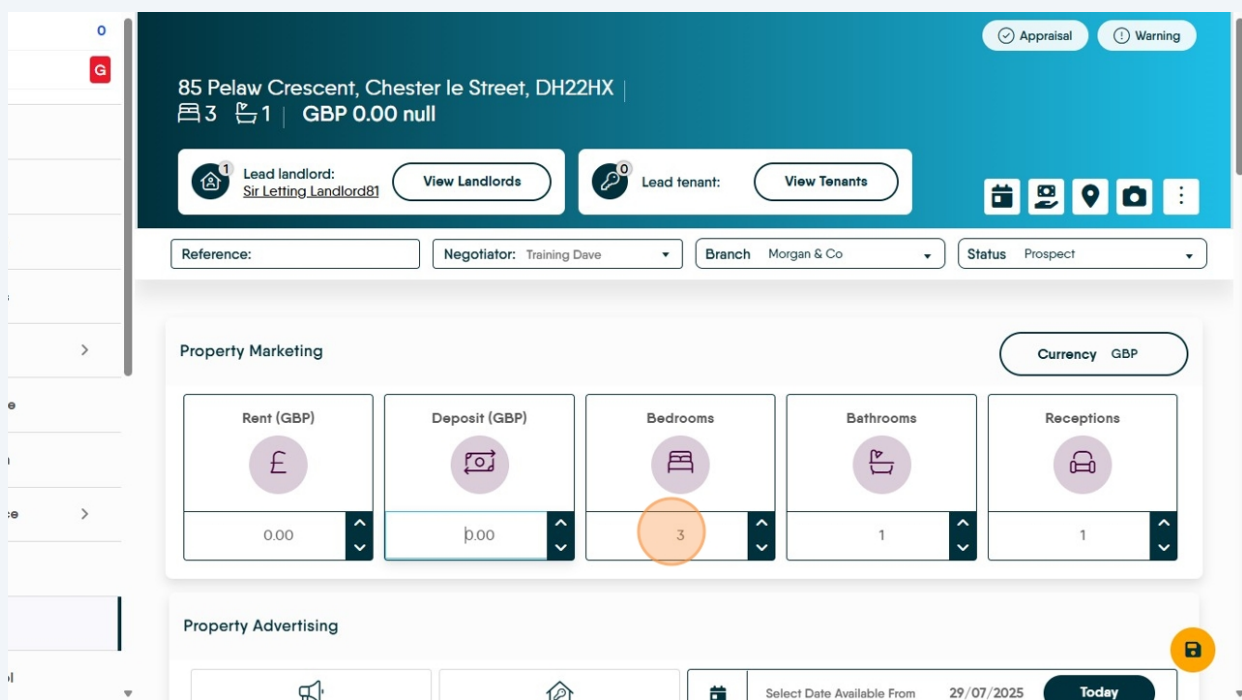 0
Appraisal
Warning
G
85 Pelaw Crescent, Chester le Street, DH22HX
3 1 GBP 0.00 null
1
Lead landlord:
Sir Letting Landlord81
View Landlords
0
Lead tenant:
View Tenants
Reference:
Negotiator: Training Dave
Branch Morgan & Co
Status Prospect
Property Marketing
Currency GBP
Rent (GBP)
Deposit (GBP)
Bedrooms
Bathrooms
Receptions
£
0.00
0.00
3
1
1
Property Advertising
Select Date Available From 29/07/2025 Today